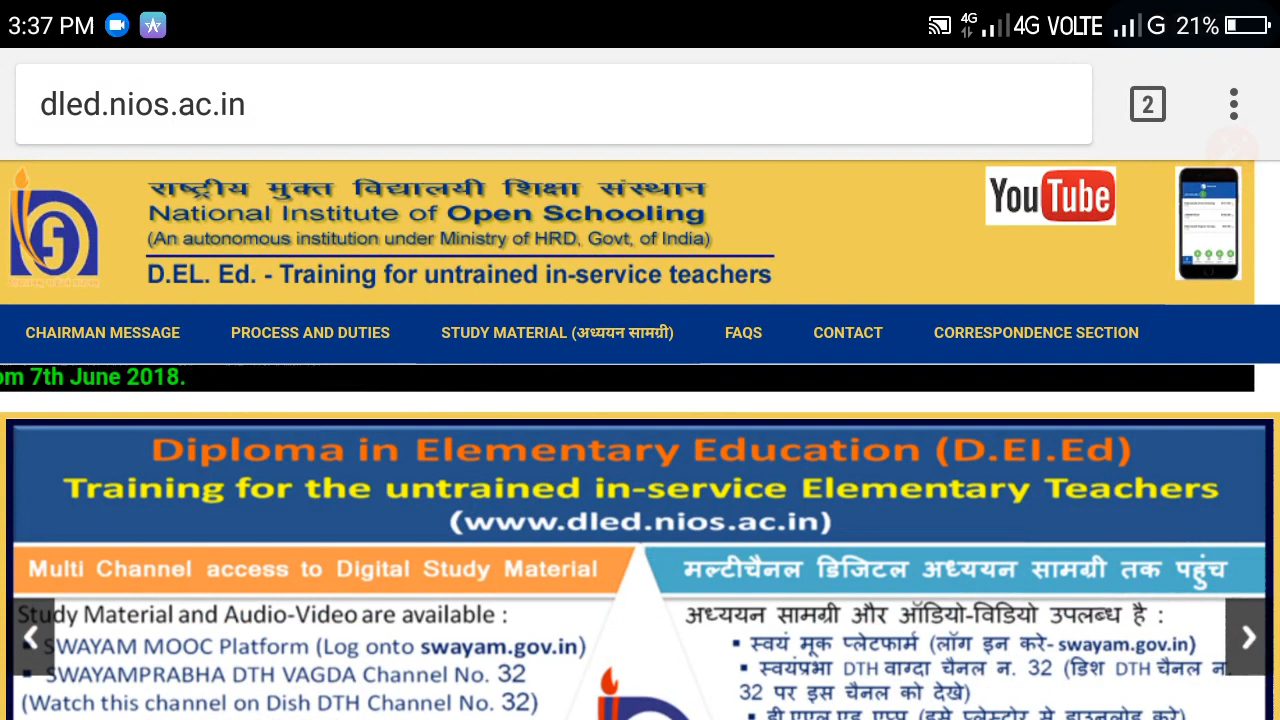 3:37 PM 4G 4G VOLTE G 21%
dled.nios.ac.in 2
राष्ट्रीय मुक्त विद्यालयी शिक्षा संस्थान
National Institute of Open Schooling
(An autonomous institution under Ministry of HRD, Govt, of India)
D.EL. Ed. - Training for untrained in-service teachers
You Tube
CHAIRMAN MESSAGE PROCESS AND DUTIES STUDY MATERIAL (अध्ययन सामग्री) FAQS CONTACT CORRESPONDENCE SECTION
om 7th June 2018.
Diploma in Elementary Education (D.El.Ed)
Training for the untrained in-service Elementary Teachers
(www.dled.nios.ac.in)
Multi Channel access to Digital Study Material
Study Material and Audio-Video are available :
SWAYAM MOOC Platform (Log onto swayam.gov.in)
SWAYAMPRABHA DTH VAGDA Channel No. 32
(Watch this channel on Dish DTH Channel No. 32)
मल्टीचैनल डिजिटल अध्ययन सामग्री तक पहुंच
अध्ययन सामग्री और ऑडियो-विडियो उपलब्ध है :
▪ स्वयं मूक प्लेटफार्म (लॉग इन करे- swayam.gov.in)
▪ स्वयंप्रभा DTH वाग्दा चैनल न. 32 (डिश DTH चैनल न.
32 पर इस चैनल को देखे)
▪ डी एल एड एप्प (इसे प्लेस्टोर से डाउनलोड करे)